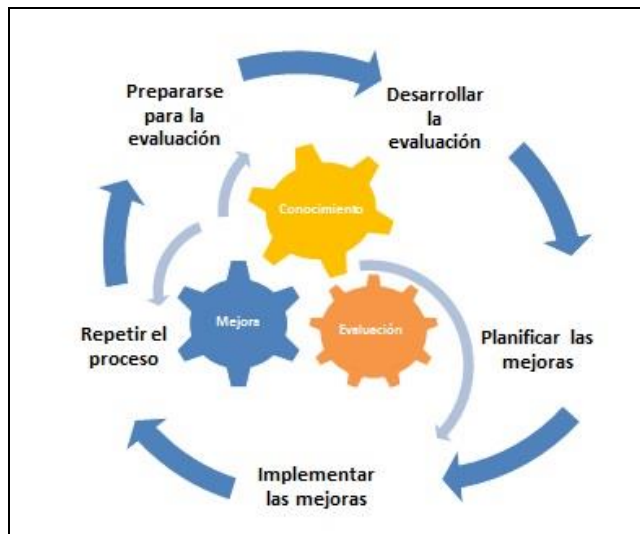 Prepararse
para la
evaluación
Desarrollar
la
evaluación
Conocimiento
Mejora
Evaluación
Repetir el
proceso
Planificar las
mejoras
Implementar
las mejoras